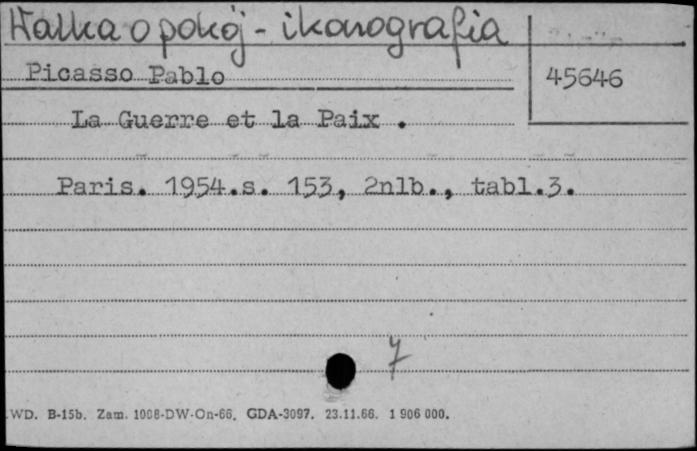 Walka o pokój - ikonografia
Picasso Pablo
45646
La Guerre et la Paix .
Paris. 1954.s. 153, 2nlb., tabl.3.
7
WD. B-15b. Zam. 1008-DW-On-66. GDA-3097. 23.11.66. 1 906 000.